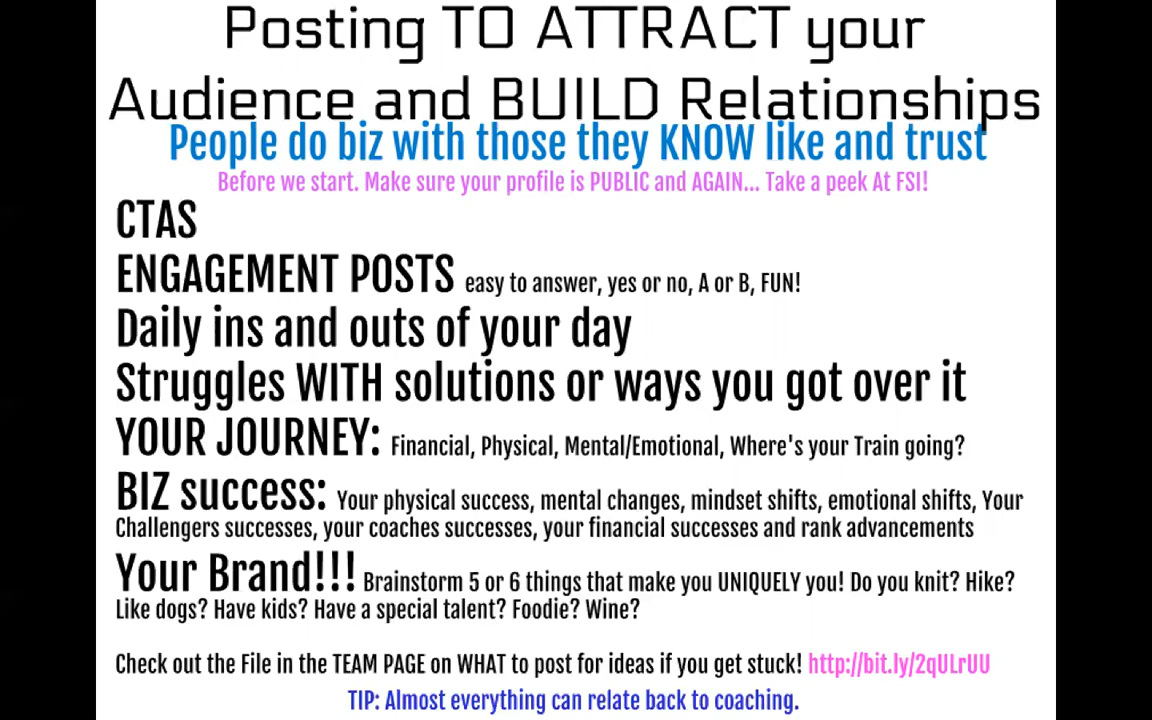 Posting TO ATTRACT your
Audience and BUILD Relationships
People do biz with those they KNOW like and trust
Before we start. Make sure your profile is PUBLIC and AGAIN... Take a peek At FSI!
CTAS
ENGAGEMENT POSTS easy to answer, yes or no, A or B, FUN!
Daily ins and outs of your day
Struggles WITH solutions or ways you got over it
YOUR JOURNEY: Financial, Physical, Mental/Emotional, Where's your Train going?
BIZ success: Your physical success, mental changes, mindset shifts, emotional shifts, Your
Challengers successes, your coaches successes, your financial successes and rank advancements
Your Brand!!! Brainstorm 5 or 6 things that make you UNIQUELY you! Do you knit? Hike?
Like dogs? Have kids? Have a special talent? Foodie? Wine?
Check out the File in the TEAM PAGE on WHAT to post for ideas if you get stuck! http://bit.ly/2qULrUU
TIP: Almost everything can relate back to coaching.